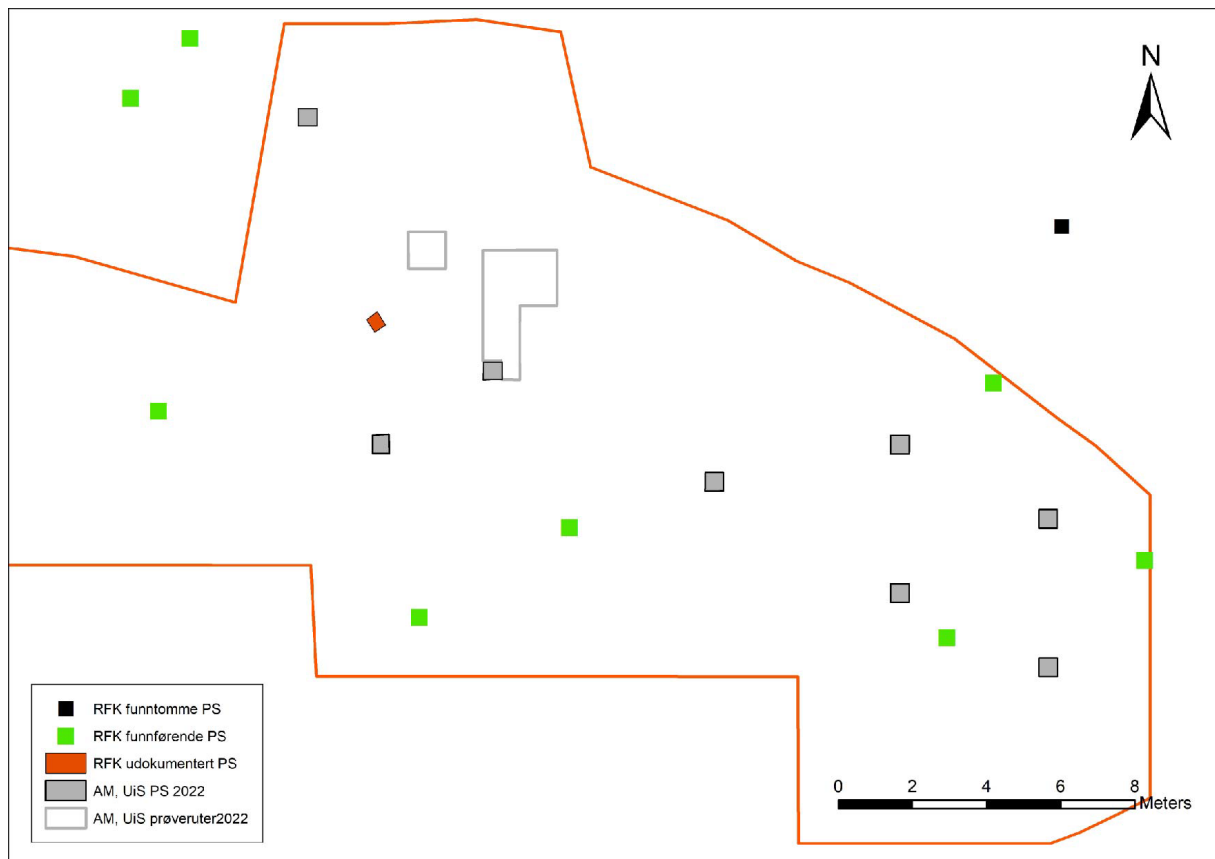 N
RFK funntomme PS
RFK funnførende PS
RFK udokumentert PS
AM, UiS PS 2022
AM, UiS prøveruter2022
0 2 4 6 8
Meters